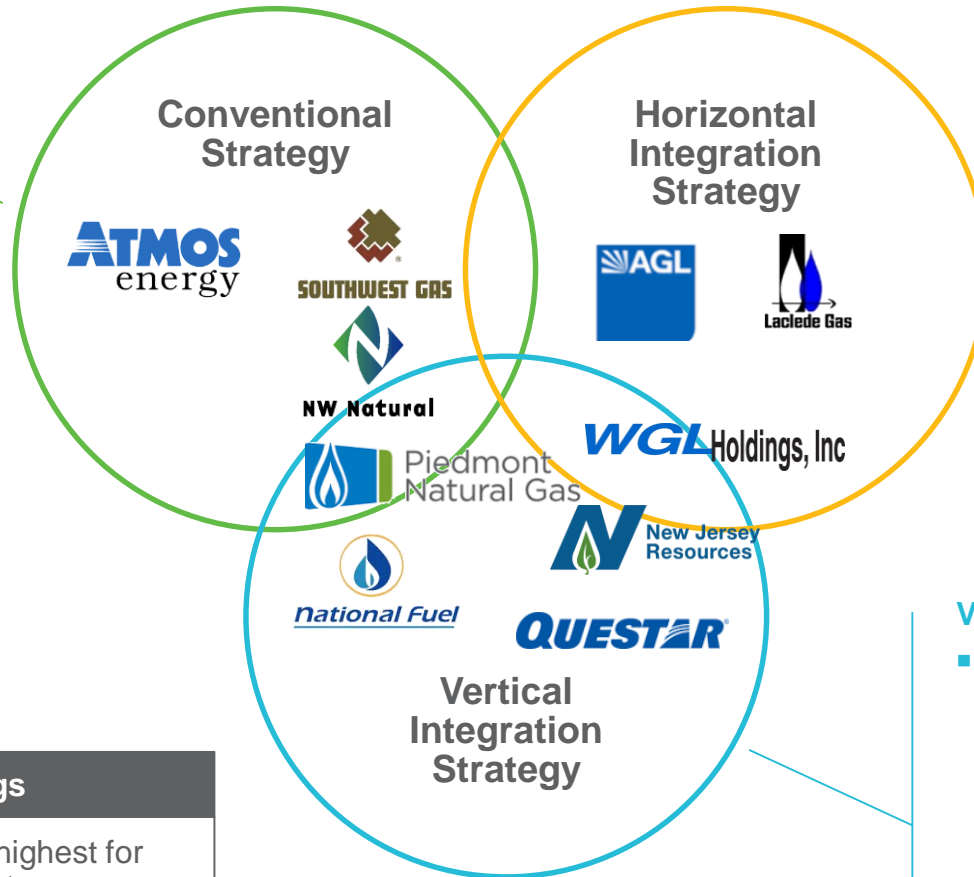 Conventional
Strategy
Horizontal
Integration
Strategy
ATMOS
energy
SOUTHWEST GAS
®
AGL
Laclede Gas
NW Natural
WGL Holdings, Inc
Piedmont
Natural Gas
New Jersey
Resources
national Fuel
QUESTAR
Vertical
Integration
Strategy
V
gs
highest for